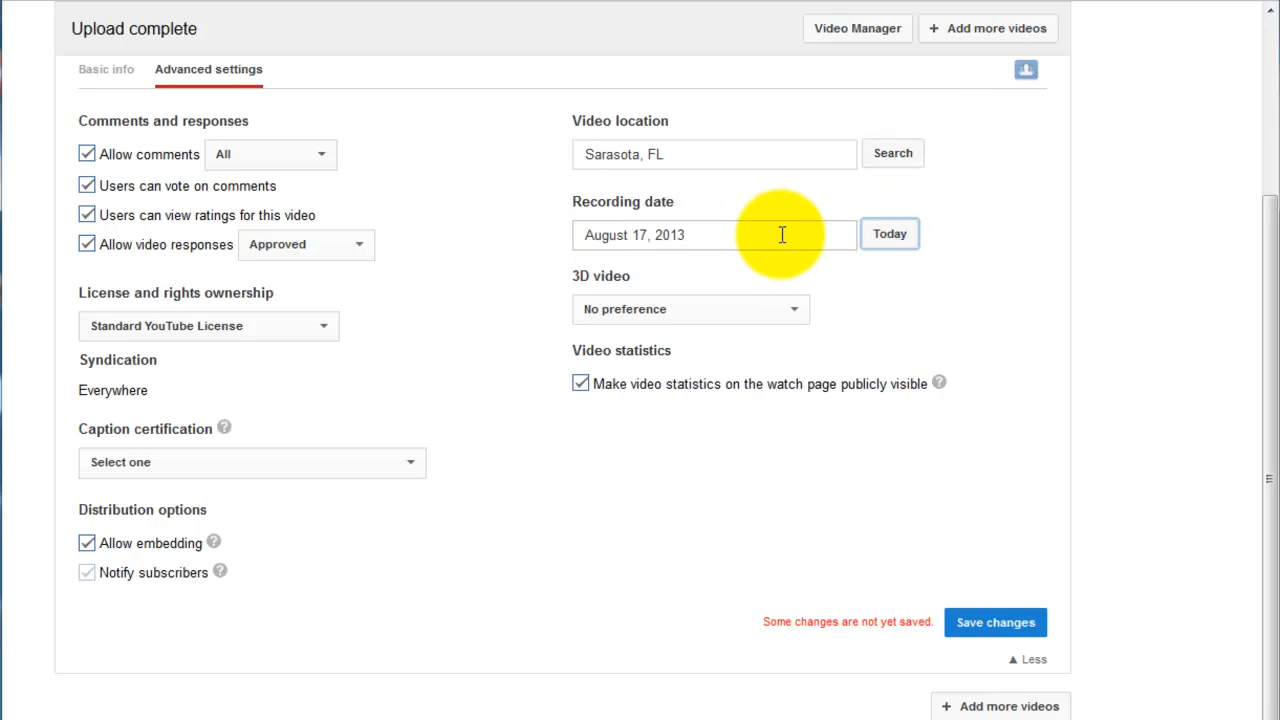 Upload complete
Video Manager
+ Add more videos
Basic info
Advanced settings
Comments and responses
Allow comments
All
Users can vote on comments
Users can view ratings for this video
Allow video responses
Approved
License and rights ownership
Standard YouTube License
Syndication
Everywhere
Caption certification ?
Select one
Distribution options
Allow embedding ?
Notify subscribers ?
Video location
Sarasota, FL
Search
Recording date
August 17, 2013
Today
3D video
No preference
Video statistics
Make video statistics on the watch page publicly visible ?
Some changes are not yet saved.
Save changes
▲ Less
+ Add more videos